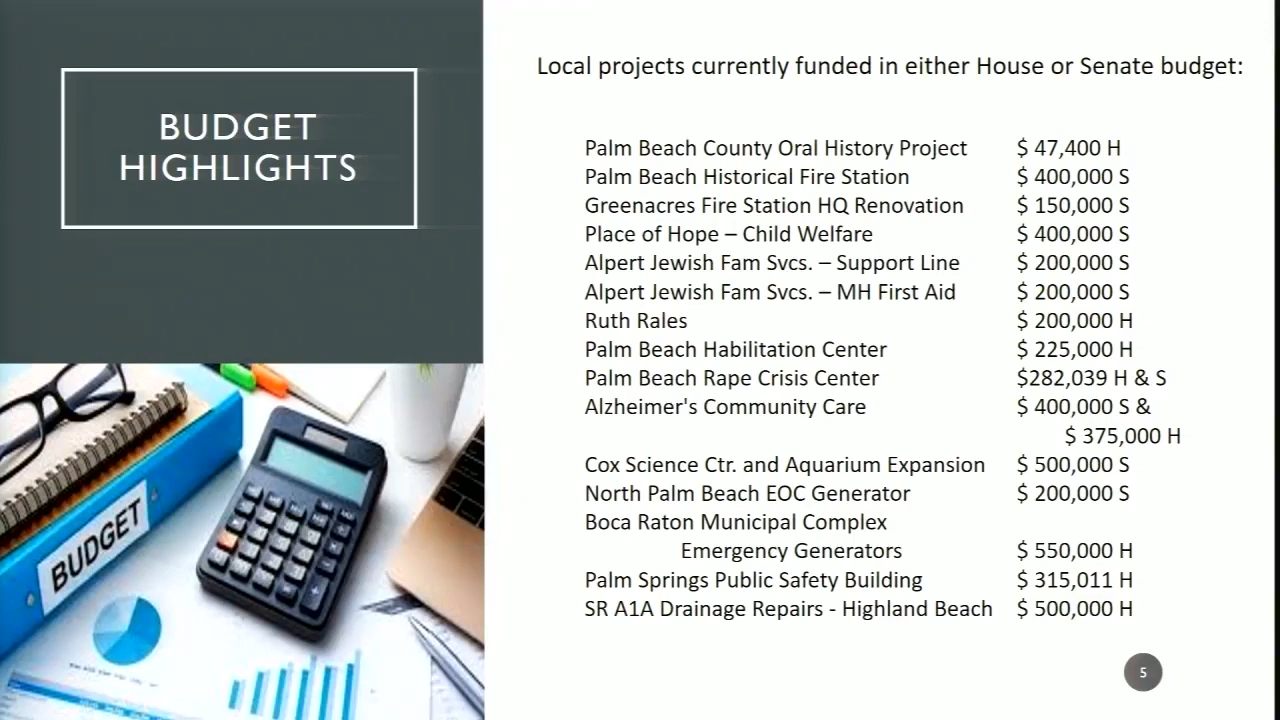 BUDGET
HIGHLIGHTS
Local projects currently funded in either House or Senate budget:
Palm Beach County Oral History Project $ 47,400 H
Palm Beach Historical Fire Station $ 400,000 S
Greenacres Fire Station HQ Renovation $ 150,000 S
Place of Hope – Child Welfare $ 400,000 S
Alpert Jewish Fam Svcs. – Support Line $ 200,000 S
Alpert Jewish Fam Svcs. – MH First Aid $ 200,000 S
Ruth Rales $ 200,000 H
Palm Beach Habilitation Center $ 225,000 H
Palm Beach Rape Crisis Center $282,039 H & S
Alzheimer's Community Care $ 400,000 S &
$ 375,000 H
Cox Science Ctr. and Aquarium Expansion $ 500,000 S
North Palm Beach EOC Generator $ 200,000 S
Boca Raton Municipal Complex
Emergency Generators $ 550,000 H
Palm Springs Public Safety Building $ 315,011 H
SR A1A Drainage Repairs - Highland Beach $ 500,000 H
BUDGET
5